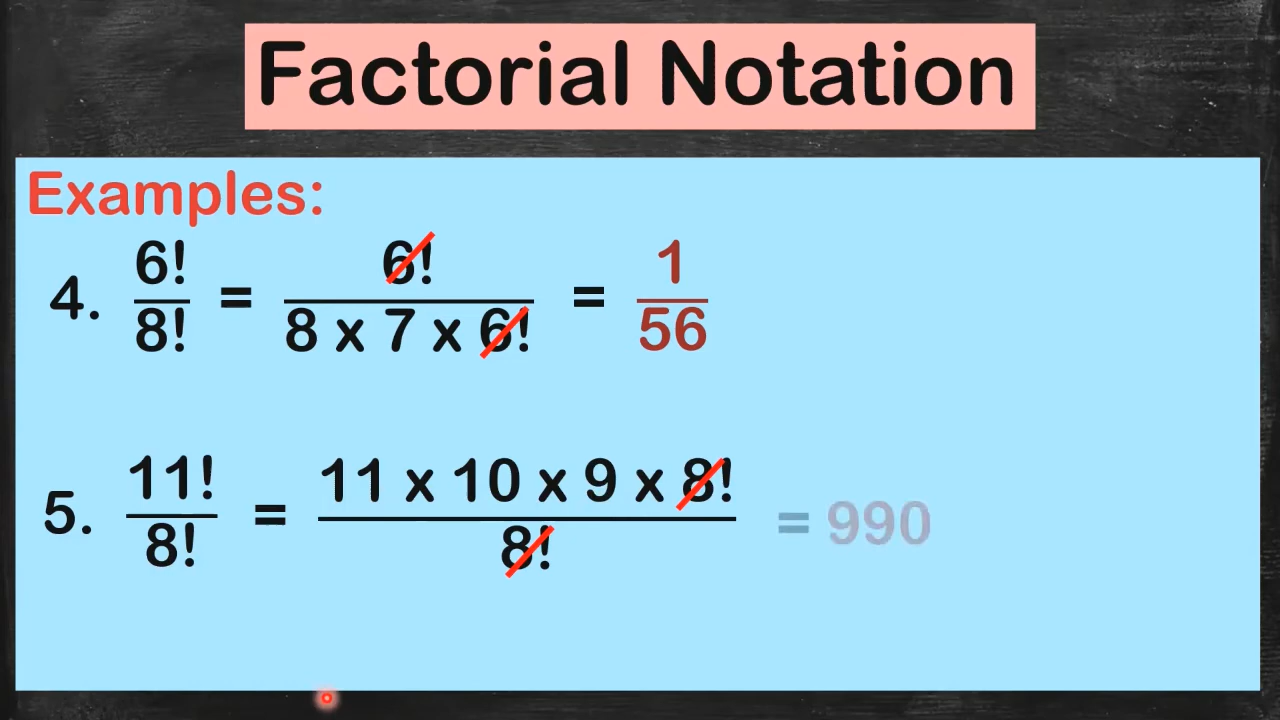 Factorial Notation
Examples:
4. 6!/8! = 6!/(8 x 7 x 6!) = 1/56
5. 11!/8! = (11 x 10 x 9 x 8!)/8! = 990